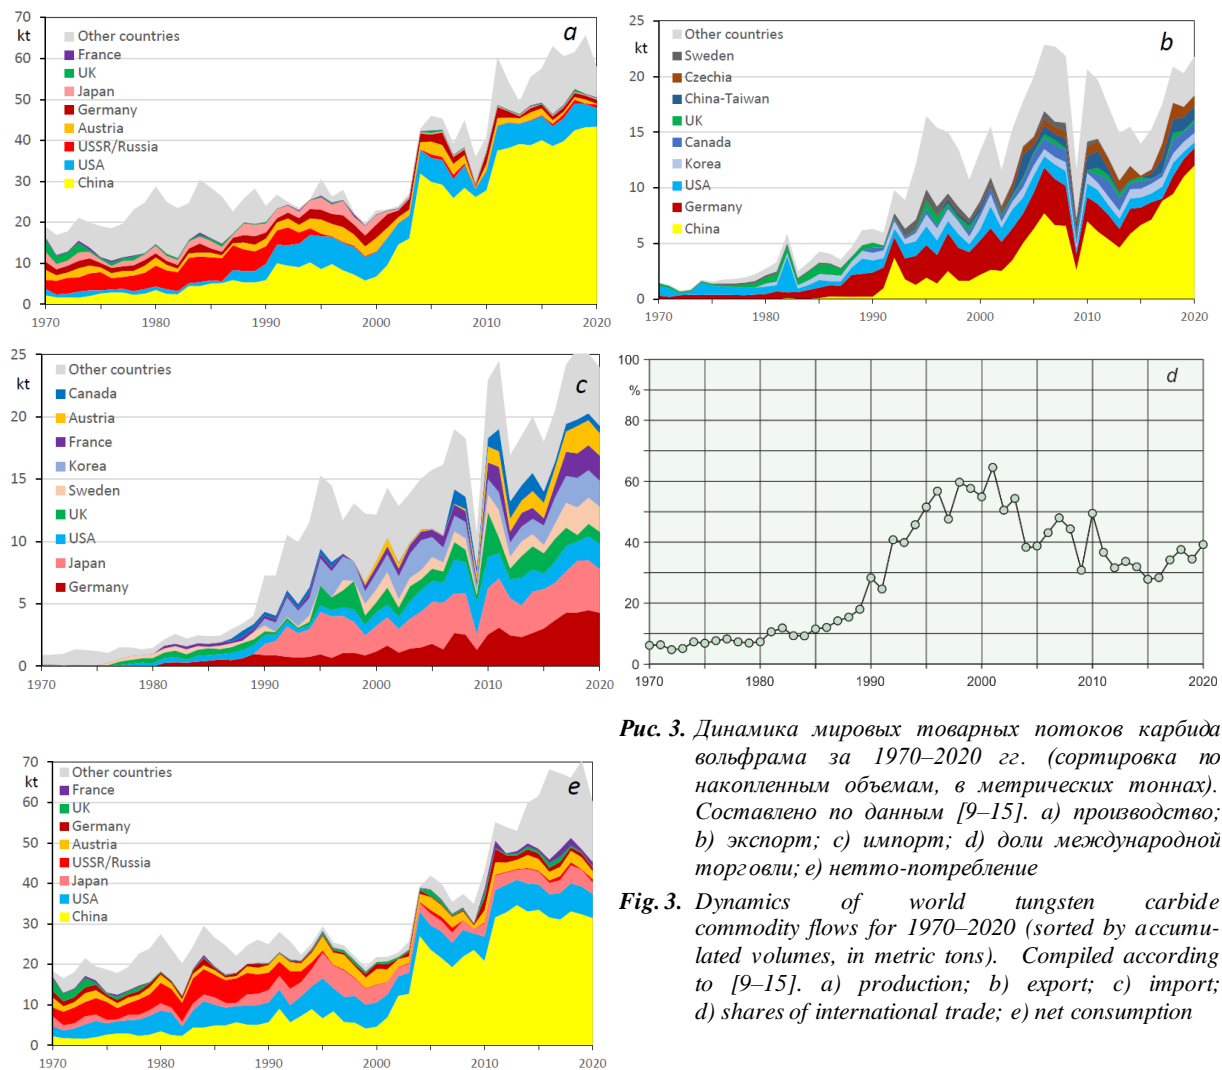 70
kt
60
50
40
30
20
10
0
1970
1980
1990
2000
2010
2020
a
Other countries
France
UK
Japan
Germany
Austria
USSR/Russia
USA
China
25
kt
20
15
10
5
0
1970
1980
1990
2000
2010
2020
b
Other countries
Sweden
Czechia
China-Taiwan
UK
Canada
Korea
USA
Germany
China
25
kt
20
15
10
5
0
1970
1980
1990
2000
2010
2020
c
Other countries
Canada
Austria
France
Korea
Sweden
UK
USA
Japan
Germany
100
%
80
60
40
20
0
1970
1980
1990
2000
2010
2020
d
70
kt
60
50
40
30
20
10
0
1970
1980
1990
2000
2010
2020
e
Other countries
France
UK
Germany
Austria
USSR/Russia
Japan
USA
China
Рис. 3. Динамика мировых товарных потоков карбида
вольфрама за 1970–2020 гг. (сортировка по
накопленным объемам, в метрических тоннах).
Составлено по данным [9–15]. a) производство;
b) экспорт; c) импорт; d) доли международной
торговли; e) нетто-потребление
Fig. 3. Dynamics of world tungsten carbide
commodity flows for 1970–2020 (sorted by accumu-
lated volumes, in metric tons). Compiled according
to [9–15]. a) production; b) export; c) import;
d) shares of international trade; e) net consumption